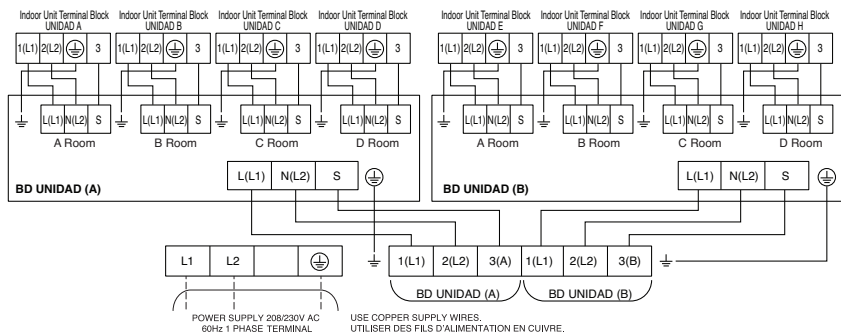 Indoor Unit Terminal Block
UNIDAD A
Indoor Unit Terminal Block
UNIDAD B
Indoor Unit Terminal Block
UNIDAD C
Indoor Unit Terminal Block
UNIDAD D
Indoor Unit Terminal Block
UNIDAD E
Indoor Unit Terminal Block
UNIDAD F
Indoor Unit Terminal Block
UNIDAD G
Indoor Unit Terminal Block
UNIDAD H
1(L1) 2(L2) 3
1(L1) 2(L2) 3
1(L1) 2(L2) 3
1(L1) 2(L2) 3
1(L1) 2(L2) 3
1(L1) 2(L2) 3
1(L1) 2(L2) 3
1(L1) 2(L2) 3
L(L1) N(L2) S
L(L1) N(L2) S
L(L1) N(L2) S
L(L1) N(L2) S
L(L1) N(L2) S
L(L1) N(L2) S
L(L1) N(L2) S
L(L1) N(L2) S
A Room
B Room
C Room
D Room
A Room
B Room
C Room
D Room
BD UNIDAD (A)
L(L1) N(L2) S
BD UNIDAD (B)
L(L1) N(L2) S
L1 L2
1(L1) 2(L2) 3(A) 1(L1) 2(L2) 3(B)
BD UNIDAD (A)
BD UNIDAD (B)
POWER SUPPLY 208/230V AC
60Hz 1 PHASE TERMINAL
USE COPPER SUPPLY WIRES.
UTILISER DES FILS D'ALIMENTATION EN CUIVRE.